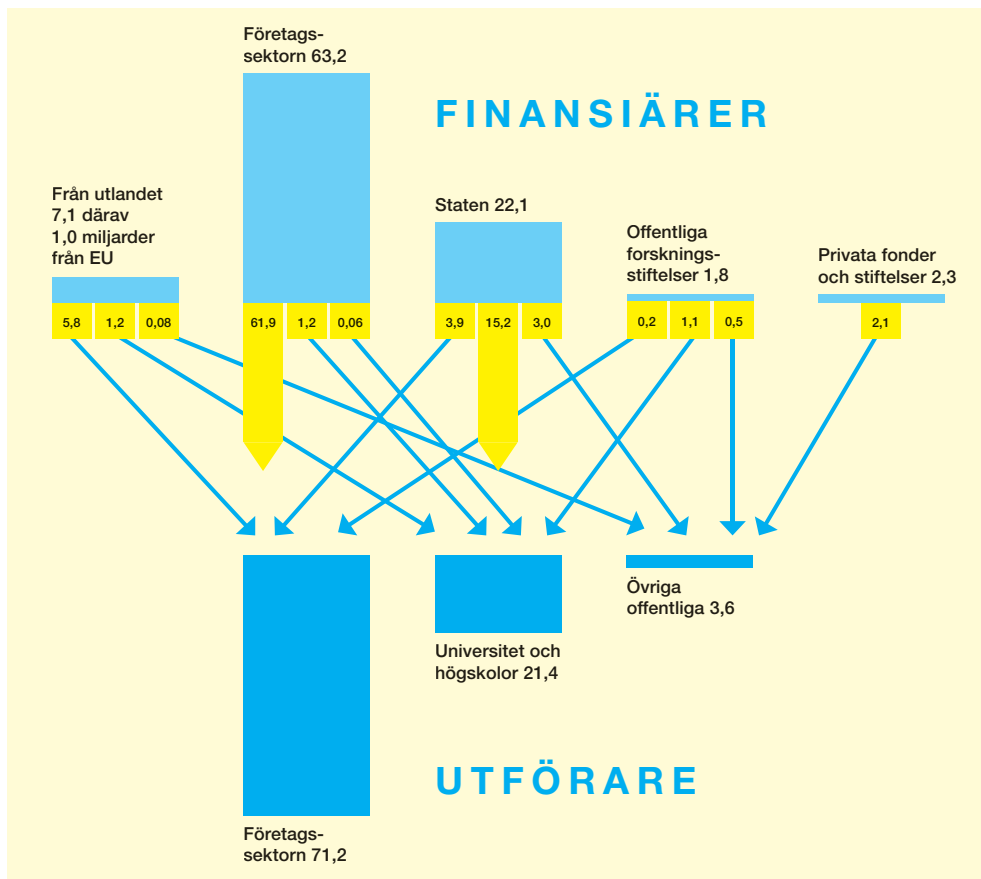 Företags-
sektorn 63,2
FINANSIÄRER
Från utlandet
7,1 därav
1,0 miljarder
från EU
Staten 22,1
Offentliga
forsknings-
stiftelser 1,8
Privata fonder
och stiftelser 2,3
5,8 1,2 0,08 61,9 1,2 0,06 3,9 15,2 3,0 0,2 1,1 0,5 2,1
Övriga
offentliga 3,6
Universitet och
högskolor 21,4
UTFÖRARE
Företags-
sektorn 71,2